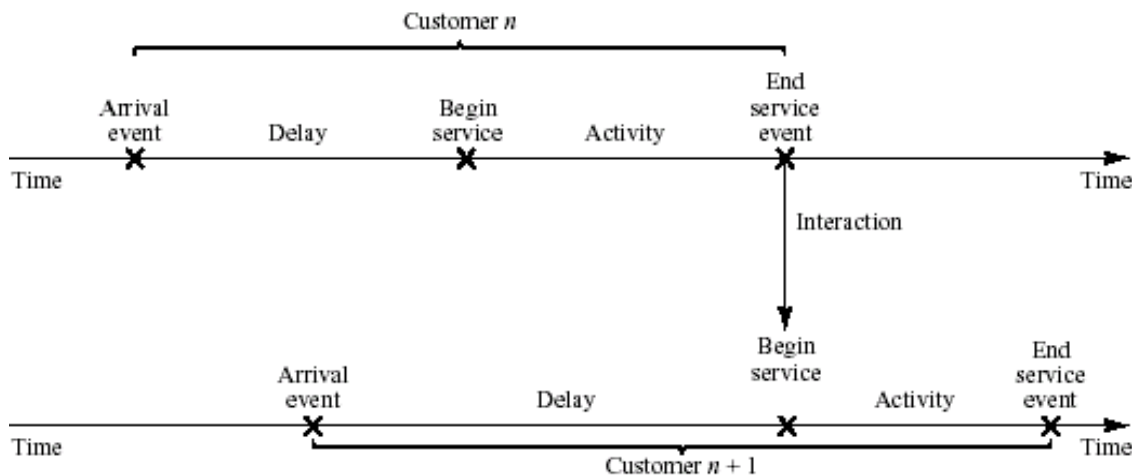 Customer n
Arrival
event
Delay
Begin
service
Activity
End
service
event
Time
Time
Interaction
Arrival
event
Delay
Begin
service
Activity
End
service
event
Time
Time
Customer n + 1